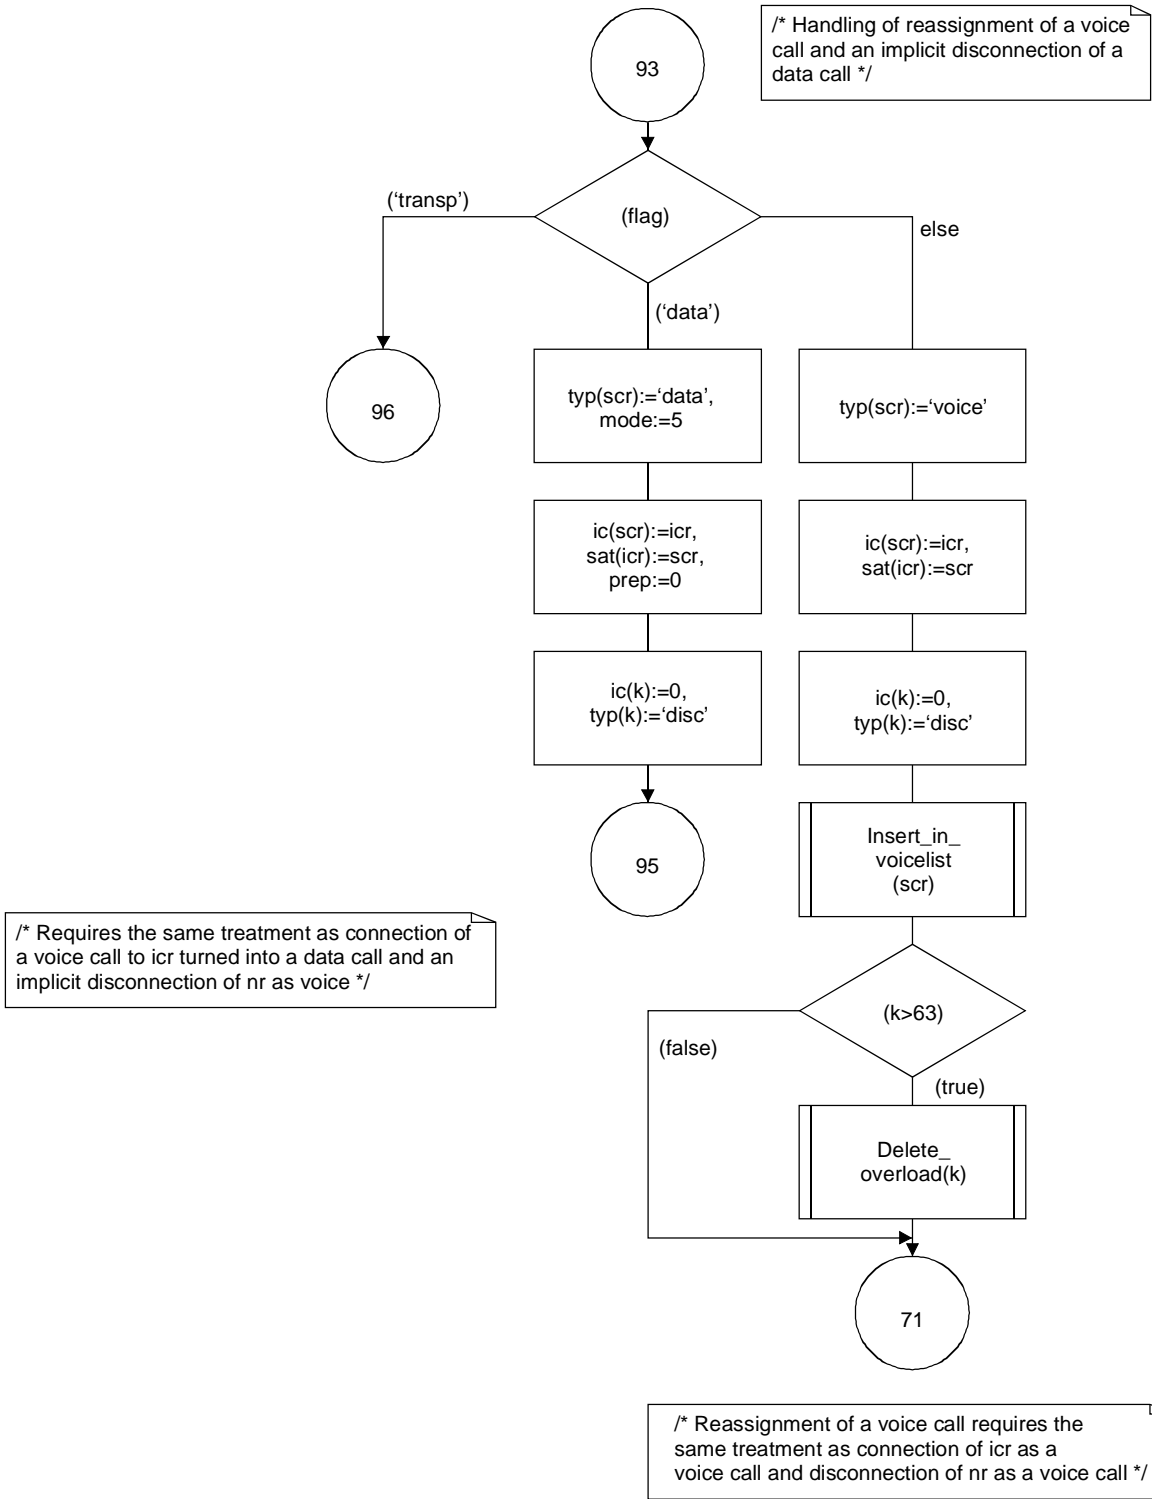 93
/* Handling of reassignment of a voice
call and an implicit disconnection of a
data call */
(‘transp’)
(flag)
else
(‘data’)
96
typ(scr):=‘data’,
mode:=5
typ(scr):=‘voice’
ic(scr):=icr,
sat(icr):=scr,
prep:=0
ic(scr):=icr,
sat(icr):=scr
ic(k):=0,
typ(k):=‘disc’
ic(k):=0,
typ(k):=‘disc’
95
Insert_in_
voicelist
(scr)
/* Requires the same treatment as connection of
a voice call to icr turned into a data call and an
implicit disconnection of nr as voice */
(k>63)
(false)
(true)
Delete_
overload(k)
71
/* Reassignment of a voice call requires the
same treatment as connection of icr as a
voice call and disconnection of nr as a voice call */